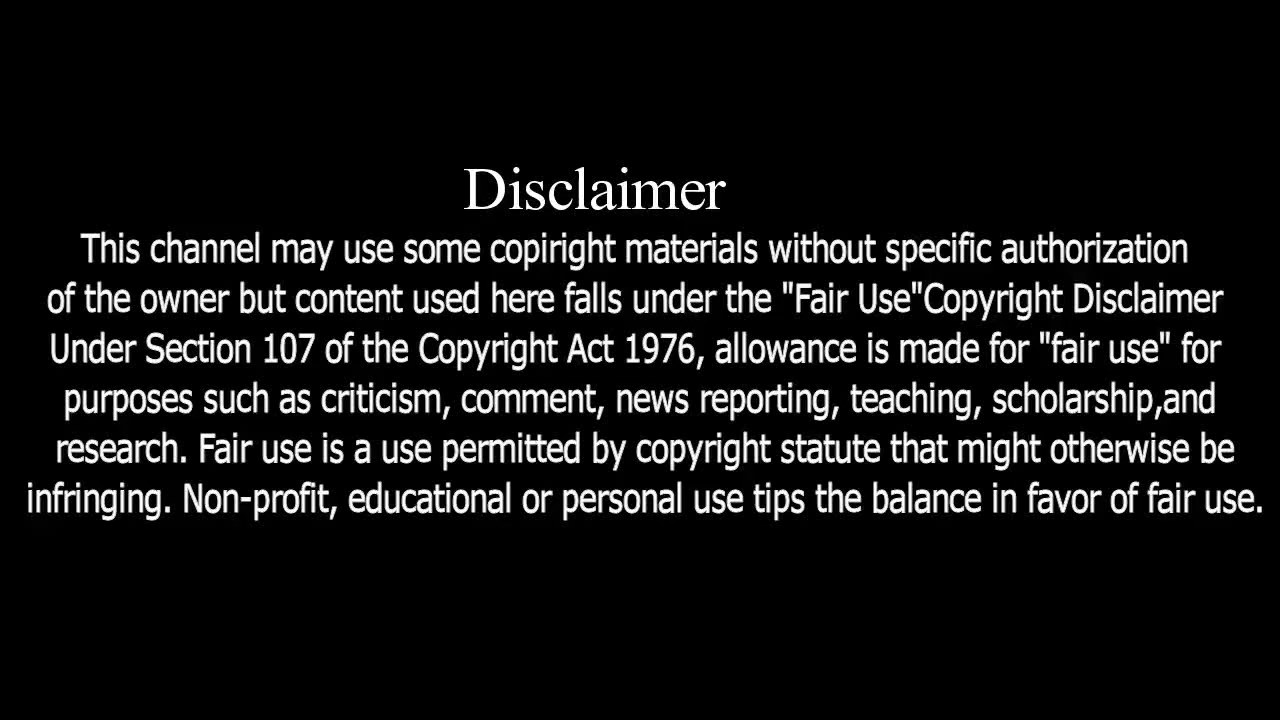 Disclaimer
This channel may use some copiright materials without specific authorization
of the owner but content used here falls under the "Fair Use"Copyright Disclaimer
Under Section 107 of the Copyright Act 1976, allowance is made for "fair use" for
purposes such as criticism, comment, news reporting, teaching, scholarship,and
research. Fair use is a use permitted by copyright statute that might otherwise be
infringing. Non-profit, educational or personal use tips the balance in favor of fair use.